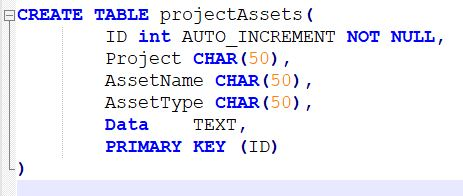 CREATE TABLE projectAssets(
ID int AUTO_INCREMENT NOT NULL,
Project CHAR(50),
AssetName CHAR(50),
AssetType CHAR(50),
Data TEXT,
PRIMARY KEY (ID)
)